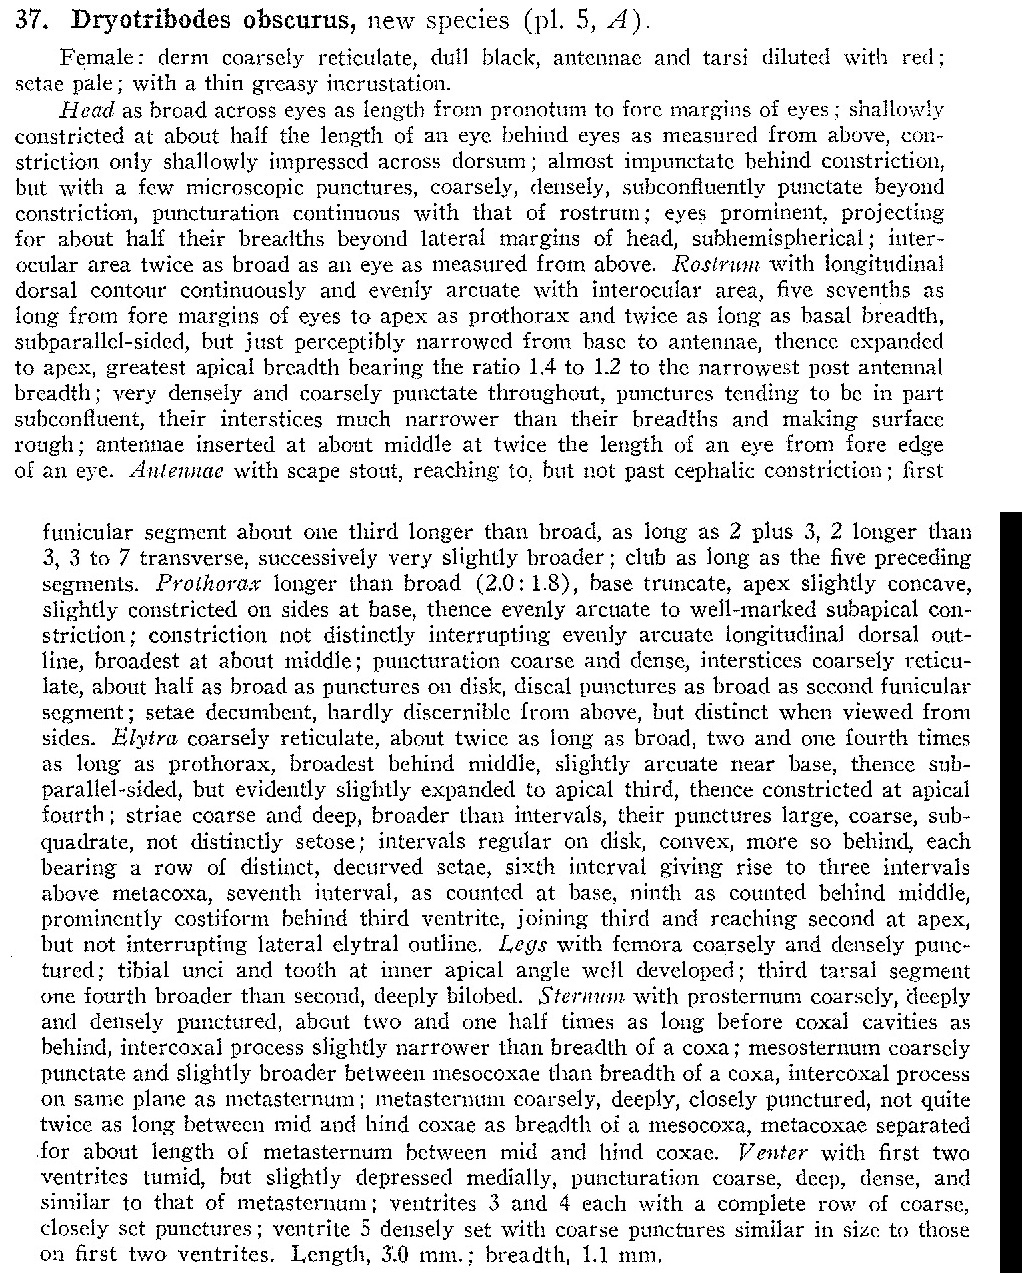 37. Dryotribodes obscurus, new species (pl. 5, A).
Female: derm coarsely reticulate, dull black, antennae and tarsi diluted with red;
setae pale; with a thin greasy incrustation.
Head as broad across eyes as length from pronotum to fore margins of eyes; shallowly
constricted at about half the length of an eye behind eyes as measured from above, con-
striction only shallowly impressed across dorsum; almost impunctate behind constriction,
but with a few microscopic punctures, coarsely, densely, subconfluently punctate beyond
constriction, puncturation continuous with that of rostrum; eyes prominent, projecting
for about half their breadths beyond lateral margins of head, subhemispherical; inter-
ocular area twice as broad as an eye as measured from above. Rostrum with longitudinal
dorsal contour continuously and evenly arcuate with interocular area, five sevenths as
long from fore margins of eyes to apex as prothorax and twice as long as basal breadth,
subparallel-sided, but just perceptibly narrowed from base to antennae, thence expanded
to apex, greatest apical breadth bearing the ratio 1.4 to 1.2 to the narrowest post antennal
breadth; very densely and coarsely punctate throughout, punctures tending to be in part
subconfluent, their interstices much narrower than their breadths and making surface
rough; antennae inserted at about middle at twice the length of an eye from fore edge
of an eye. Antennae with scape stout, reaching to, but not past cephalic constriction; first
funicular segment about one third longer than broad, as long as 2 plus 3, 2 longer than
3, 3 to 7 transverse, successively very slightly broader; club as long as the five preceding
segments. Prothorax longer than broad (2.0: 1.8), base truncate, apex slightly concave,
slightly constricted on sides at base, thence evenly arcuate to well-marked subapical con-
striction; constriction not distinctly interrupting evenly arcuate longitudinal dorsal out-
line, broadest at about middle; puncturation coarse and dense, interstices coarsely reticu-
late, about half as broad as punctures on disk, discal punctures as broad as second funicular
segment; setae decumbent, hardly discernible from above, but distinct when viewed from
sides. Elytra coarsely reticulate, about twice as long as broad, two and one fourth times
as long as prothorax, broadest behind middle, slightly arcuate near base, thence sub-
parallel-sided, but evidently slightly expanded to apical third, thence constricted at apical
fourth; striae coarse and deep, broader than intervals, their punctures large, coarse, sub-
quadrate, not distinctly setose; intervals regular on disk, convex, more so behind, each
bearing a row of distinct, decurved setae, sixth interval giving rise to three intervals
above metacoxa, seventh interval, as counted at base, ninth as counted behind middle,
prominently costiform behind third ventrite, joining third and reaching second at apex,
but not interrupting lateral elytral outline. Legs with femora coarsely and densely punc-
tured; tibial unci and tooth at inner apical angle well developed; third tarsal segment
one fourth broader than second, deeply bilobed. Sternum with prosternum coarsely, deeply
and densely punctured, about two and one half times as long before coxal cavities as
behind, intercoxal process slightly narrower than breadth of a coxa; mesosternum coarsely
punctate and slightly broader between mesocoxae than breadth of a coxa, intercoxal process
on same plane as metasternum; metasternum coarsely, deeply, closely punctured, not quite
twice as long between mid and hind coxae as breadth of a mesocoxa, metacoxae separated
for about length of metasternum between mid and hind coxae. Venter with first two
ventrites tumid, but slightly depressed medially, puncturation coarse, deep, dense, and
similar to that of metasternum; ventrites 3 and 4 each with a complete row of coarse,
closely set punctures; ventrite 5 densely set with coarse punctures similar in size to those
on first two ventrites. Length, 3.0 mm.; breadth, 1.1 mm.